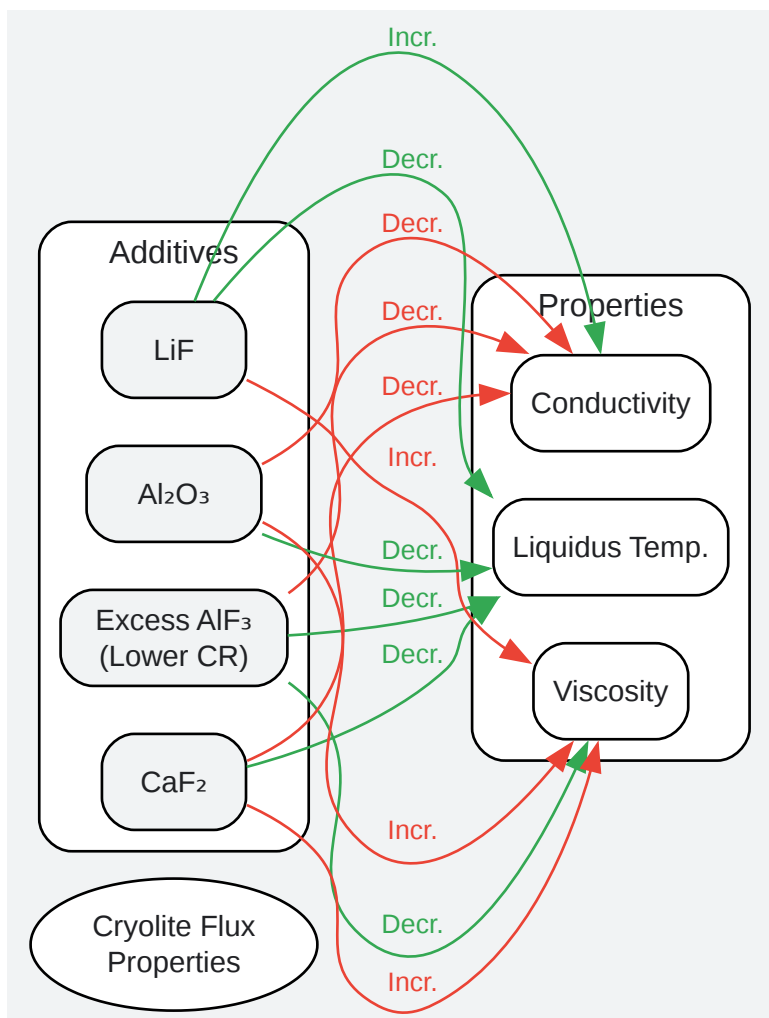 Incr.
Decr.
Decr.
Additives
Properties
Decr.
LiF
Decr.
Conductivity
Incr.
Al₂O₃
Liquidus Temp.
Decr.
Decr.
Excess AlF₃
(Lower CR)
Decr.
Viscosity
CaF₂
Incr.
Decr.
Cryolite Flux
Properties
Incr.